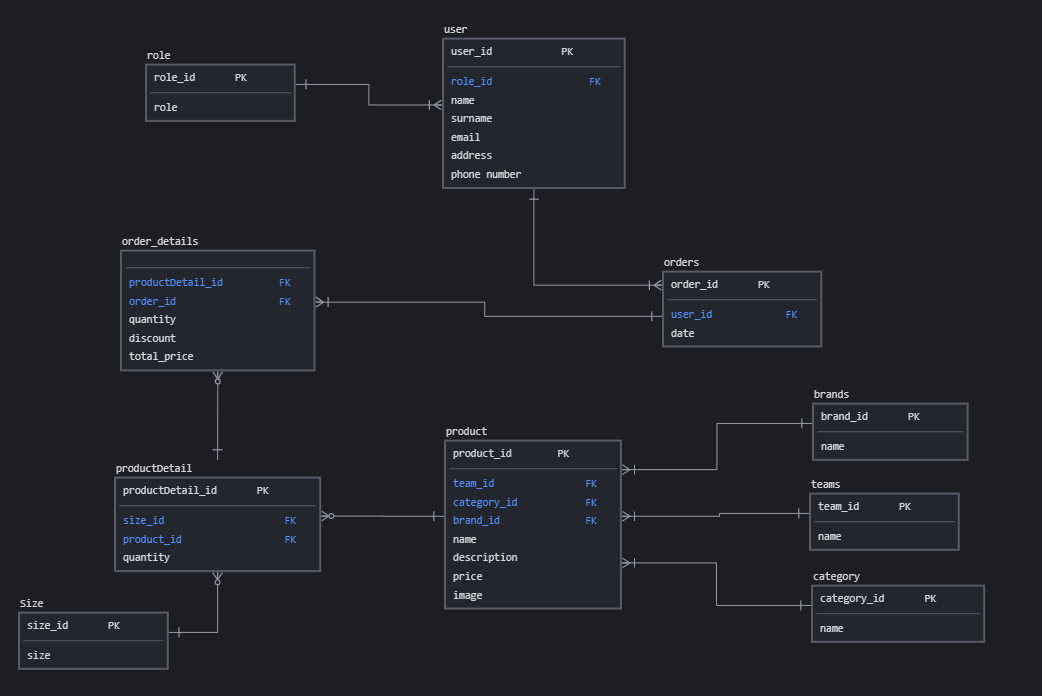 user
user_id PK
role_id FK
name
surname
email
address
phone number
role
role_id PK
role
order_details
productDetail_id FK
order_id FK
quantity
discount
total_price
orders
order_id PK
user_id FK
date
brands
brand_id PK
name
product
product_id PK
team_id FK
category_id FK
brand_id FK
name
description
price
image
productDetail
productDetail_id PK
size_id FK
product_id FK
quantity
teams
team_id PK
name
category
category_id PK
name
Size
size_id PK
size